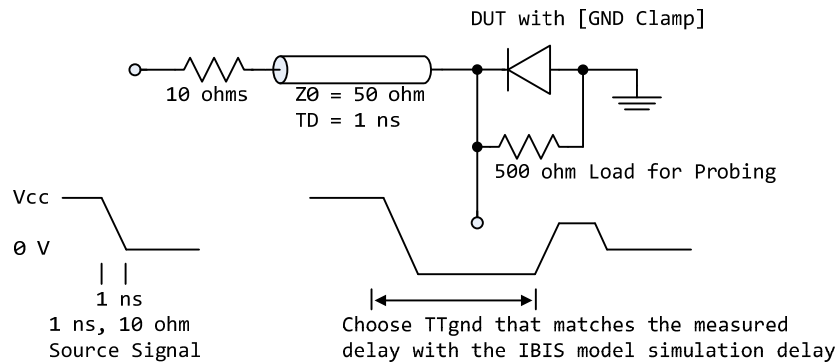 DUT with [GND Clamp]
10 ohms
Z0 = 50 ohm
TD = 1 ns
500 ohm Load for Probing
Vcc
0 V
1 ns
1 ns, 10 ohm
Source Signal
Choose TTgnd that matches the measured
delay with the IBIS model simulation delay